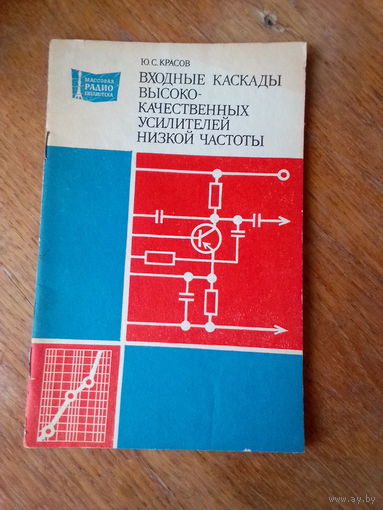 МАССОВАЯ
РАДИО
БИБЛИОТЕКА
Ю. С. КРАСОВ
ВХОДНЫЕ КАСКАДЫ
ВЫСОКО-
КАЧЕСТВЕННЫХ
УСИЛИТЕЛЕЙ
НИЗКОЙ ЧАСТОТЫ
www.ay.by